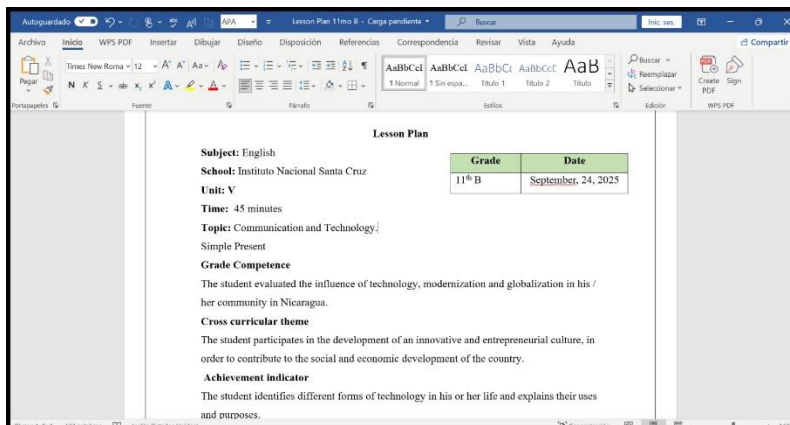 Autoguardado
APA
Lesson Plan 11mo B - Carga pendiente
Buscar
Inic. ses.
Archivo Inicio WPS PDF Insertar Dibujar Diseño Disposición Referencias Correspondencia Revisar Vista Ayuda
Compartir
Pegar
Times New Roma 12
N K S ab x₂ x² A A
AaBbCcI AaBbCcI AaBbCc AaBbCcC AaB
1 Normal 1 Sin espa... Título 1 Título 2 Título
Buscar
Reemplazar
Seleccionar
Create PDF
Sign
Portapapeles Fuente Párrafo Estilos Edición WPS PDF
Lesson Plan
Subject: English
School: Instituto Nacional Santa Cruz
Unit: V
Time: 45 minutes
Grade Date
11th B September, 24, 2025
Topic: Communication and Technology.
Simple Present
Grade Competence
The student evaluated the influence of technology, modernization and globalization in his /
her community in Nicaragua.
Cross curricular theme
The student participates in the development of an innovative and entrepreneurial culture, in
order to contribute to the social and economic development of the country.
Achievement indicator
The student identifies different forms of technology in his or her life and explains their uses
and purposes.